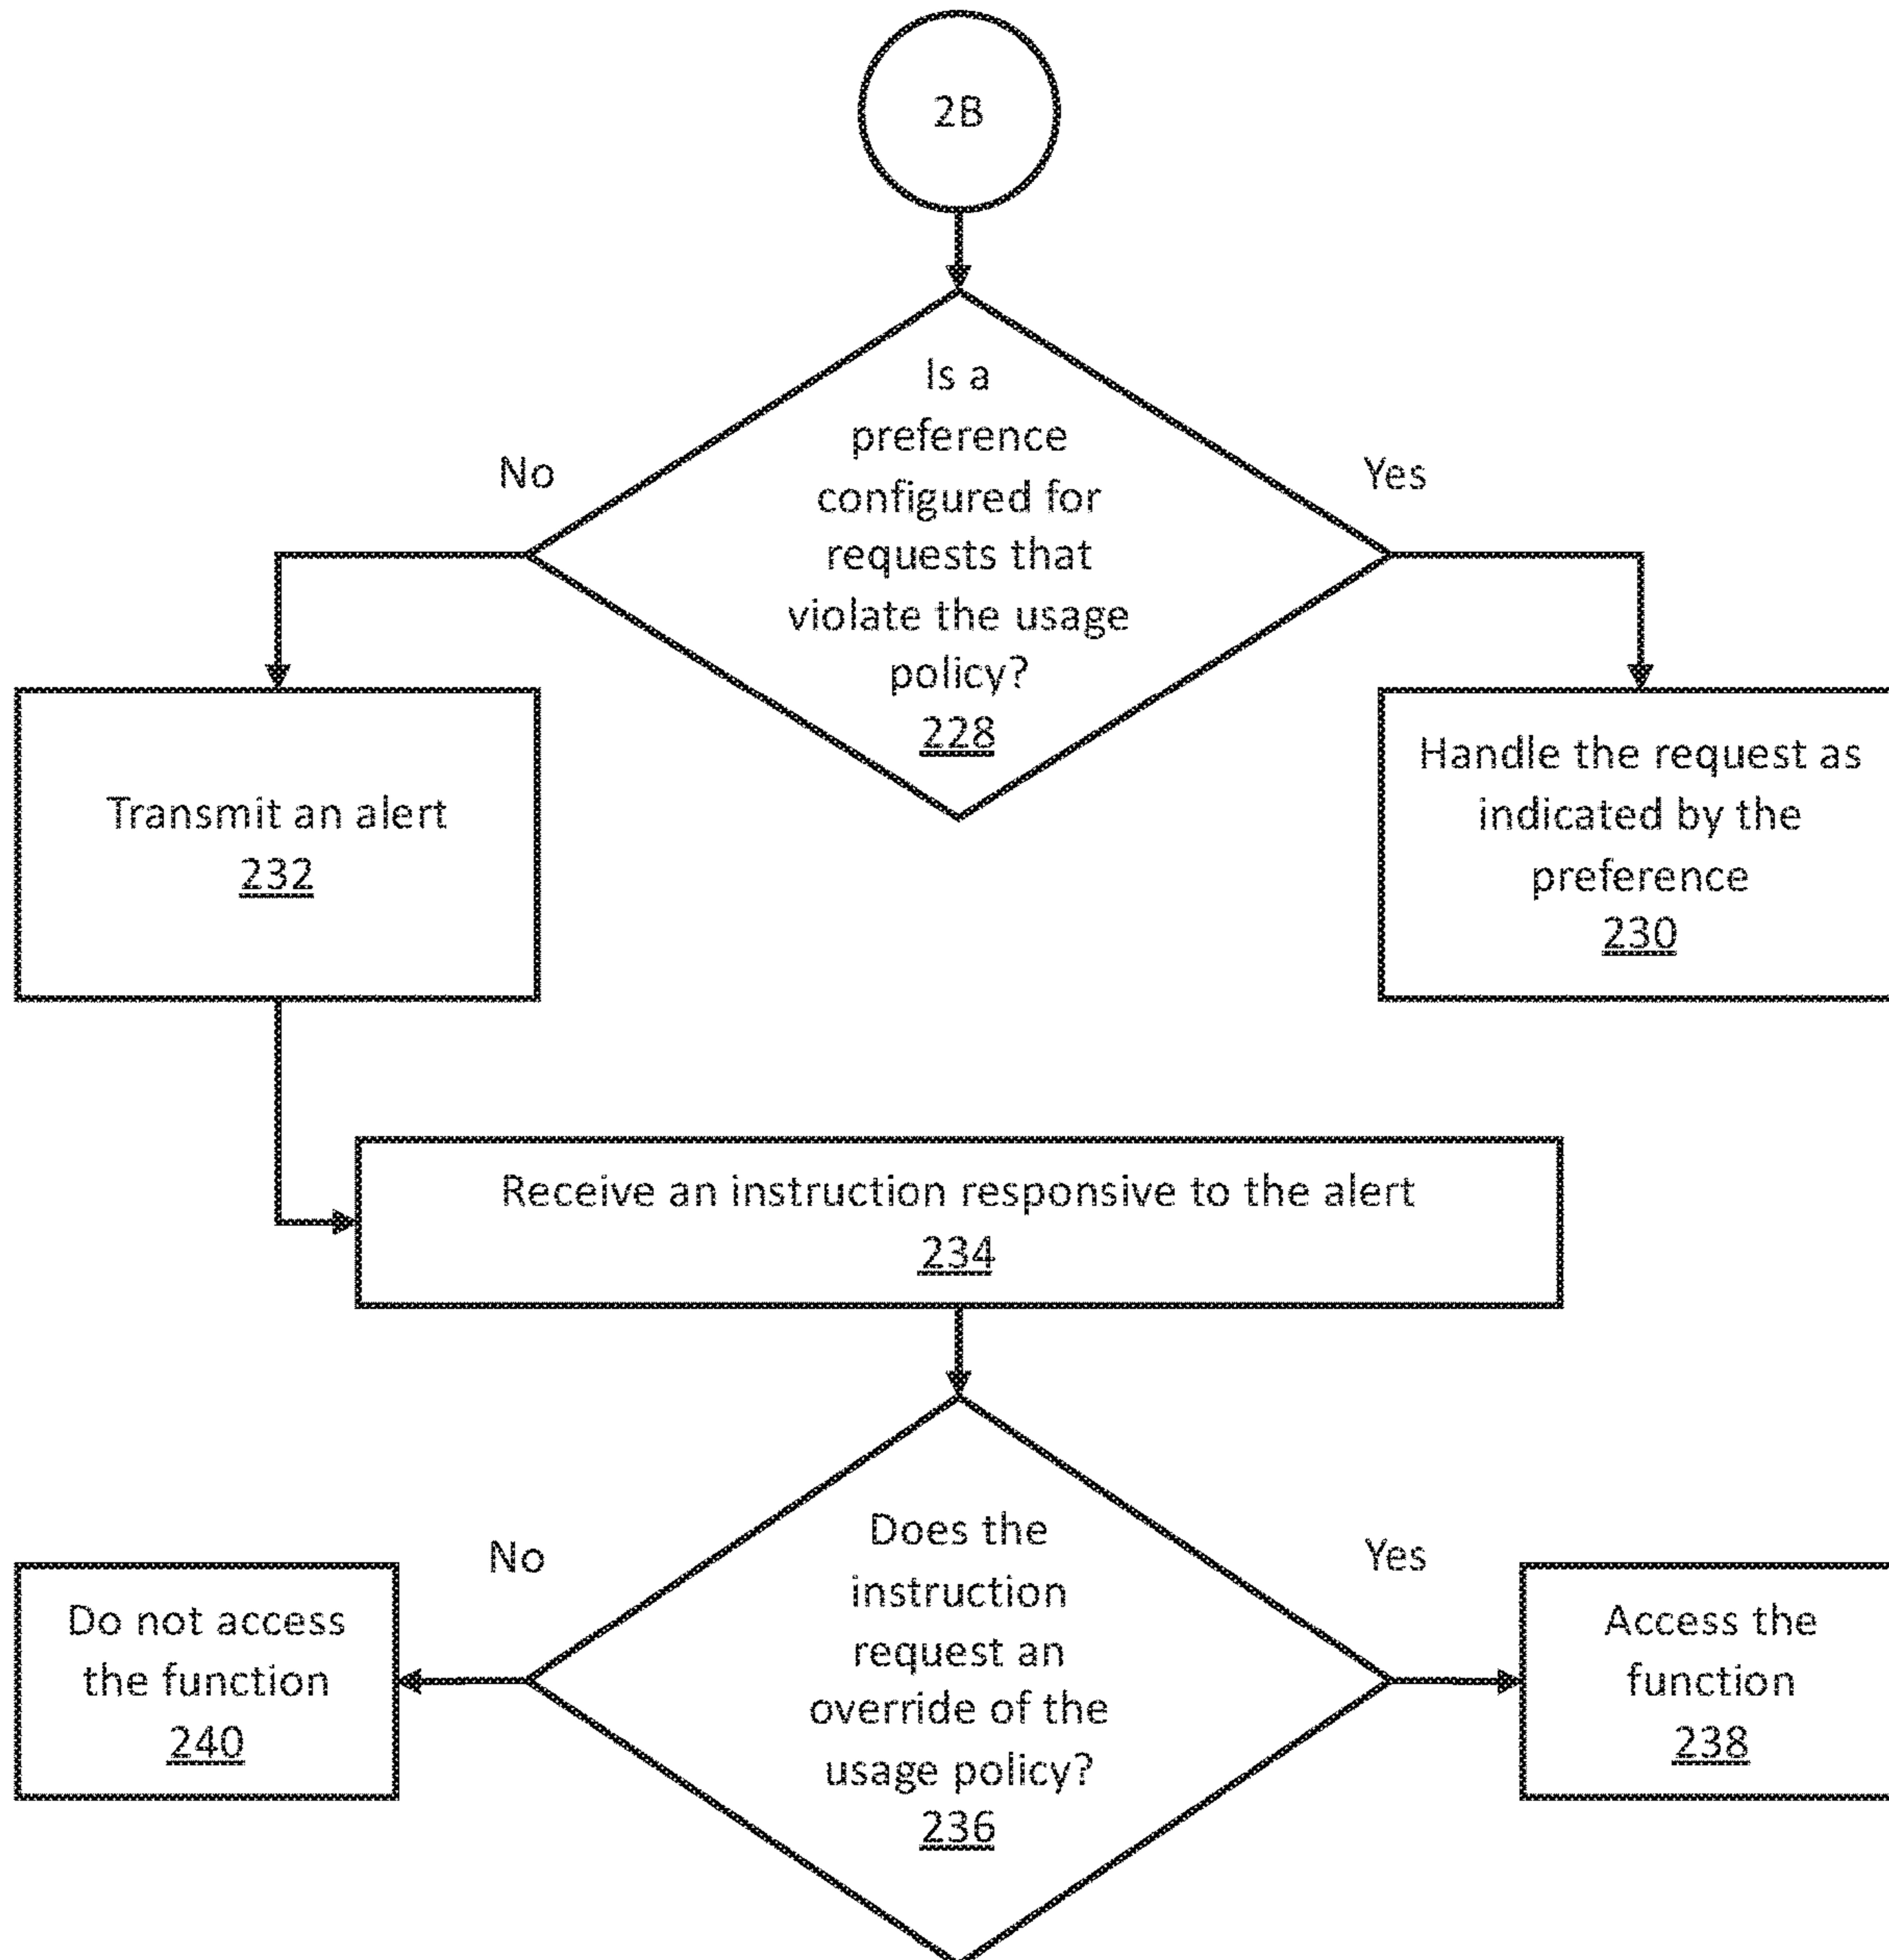 2B
Is a
preference
configured for
requests that
violate the usage
policy?
228
No
Yes
Transmit an alert
232
Handle the request as
indicated by the
preference
230
Receive an instruction responsive to the alert
234
Does the
instruction
request an
override of the
usage policy?
236
No
Yes
Do not access
the function
240
Access the
function
238